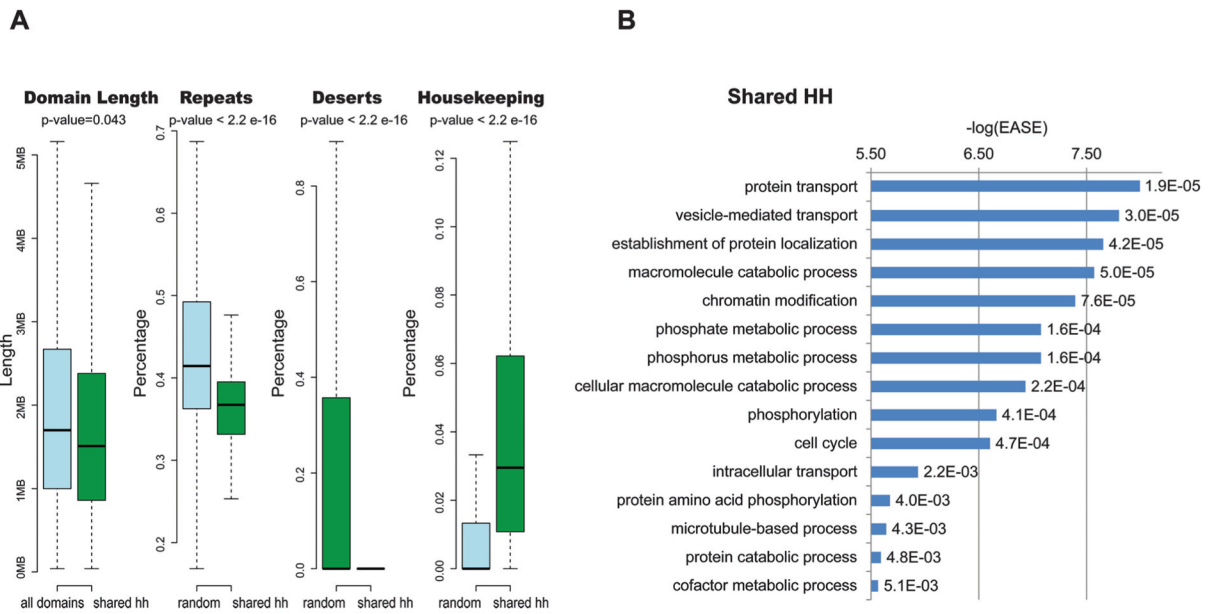 A
B
Domain Length Repeats Deserts Housekeeping
p-value=0.043 p-value < 2.2 e-16 p-value < 2.2 e-16 p-value < 2.2 e-16
Length
0MB 1MB 2MB 3MB 4MB 5MB
all domains shared hh
Percentage
0.2 0.3 0.4 0.5 0.6 0.7
random shared hh
Percentage
0.0 0.2 0.4 0.6 0.8
random shared hh
Percentage
0.00 0.02 0.04 0.06 0.08 0.10 0.12
random shared hh
Shared HH
-log(EASE)
5.50 6.50 7.50
protein transport 1.9E-05
vesicle-mediated transport 3.0E-05
establishment of protein localization 4.2E-05
macromolecule catabolic process 5.0E-05
chromatin modification 7.6E-05
phosphate metabolic process 1.6E-04
phosphorus metabolic process 1.6E-04
cellular macromolecule catabolic process 2.2E-04
phosphorylation 4.1E-04
cell cycle 4.7E-04
intracellular transport 2.2E-03
protein amino acid phosphorylation 4.0E-03
microtubule-based process 4.3E-03
protein catabolic process 4.8E-03
cofactor metabolic process 5.1E-03